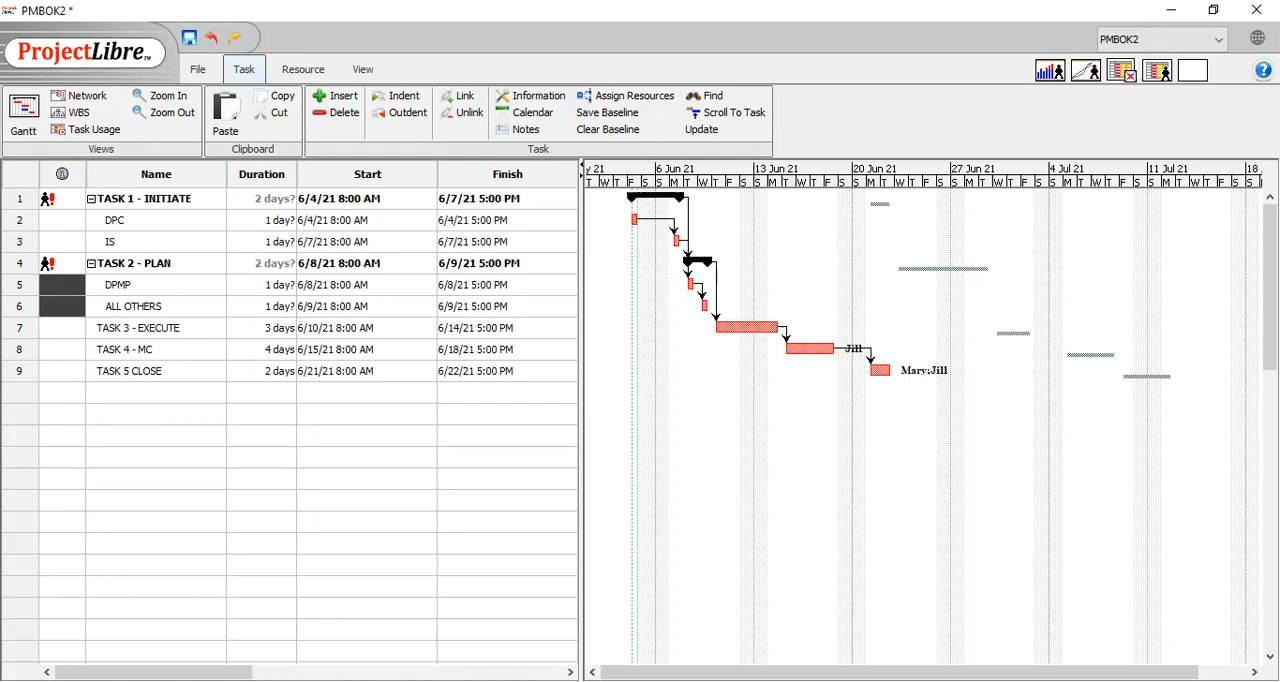 PMBOK2 *
ProjectLibre™
PMBOK2
File Task Resource View
Network Zoom In Copy Insert Indent Link Information Assign Resources Find
WBS Zoom Out Cut Delete Outdent Unlink Calendar Save Baseline Scroll To Task
Gantt Task Usage Paste Notes Clear Baseline Update
Views Clipboard Task
Name Duration Start Finish
1 TASK 1 - INITIATE 2 days? 6/4/21 8:00 AM 6/7/21 5:00 PM
2 DPC 1 day? 6/4/21 8:00 AM 6/4/21 5:00 PM
3 IS 1 day? 6/7/21 8:00 AM 6/7/21 5:00 PM
4 TASK 2 - PLAN 2 days? 6/8/21 8:00 AM 6/9/21 5:00 PM
5 DPMP 1 day? 6/8/21 8:00 AM 6/8/21 5:00 PM
6 ALL OTHERS 1 day? 6/9/21 8:00 AM 6/9/21 5:00 PM
7 TASK 3 - EXECUTE 3 days 6/10/21 8:00 AM 6/14/21 5:00 PM
8 TASK 4 - MC 4 days 6/15/21 8:00 AM 6/18/21 5:00 PM
9 TASK 5 CLOSE 2 days 6/21/21 8:00 AM 6/22/21 5:00 PM
y 21 6 Jun 21 13 Jun 21 20 Jun 21 27 Jun 21 4 Jul 21 11 Jul 21 18
T W T F S S M T W T F S S M T W T F S S M T W T F S S M T W T F S S M T W T F S S M T W T F S S M
Jill
Mary;Jill